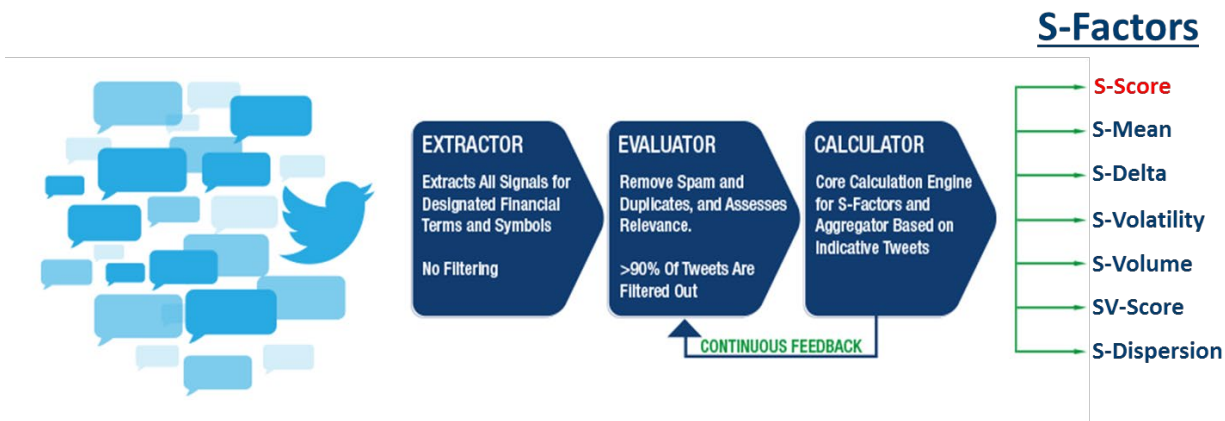 S-Factors
EXTRACTOR
Extracts All Signals for
Designated Financial
Terms and Symbols
No Filtering
EVALUATOR
Remove Spam and
Duplicates, and Assesses
Relevance.
>90% Of Tweets Are
Filtered Out
CALCULATOR
Core Calculation Engine
for S-Factors and
Aggregator Based on
Indicative Tweets
CONTINUOUS FEEDBACK
S-Score
S-Mean
S-Delta
S-Volatility
S-Volume
SV-Score
S-Dispersion